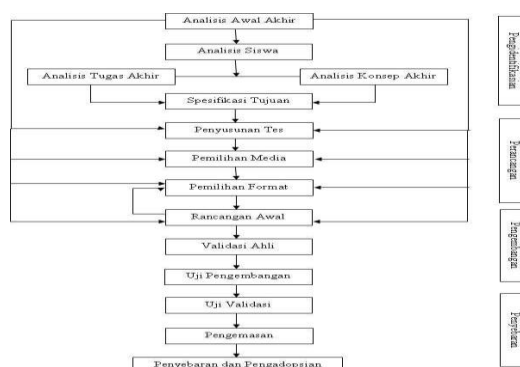 Analisis Awal Akhir
Analisis Siswa
Analisis Tugas Akhir
Analisis Konsep Akhir
Spesifikasi Tujuan
Penyusunan Tes
Pemilihan Media
Pemilihan Format
Rancangan Awal
Validasi Ahli
Uji Pengembangan
Uji Validasi
Pengemasan
Penyebaran dan Pengadopsian
Pengidentifikasian
Perancangan
Pengembangan
Penyebaran